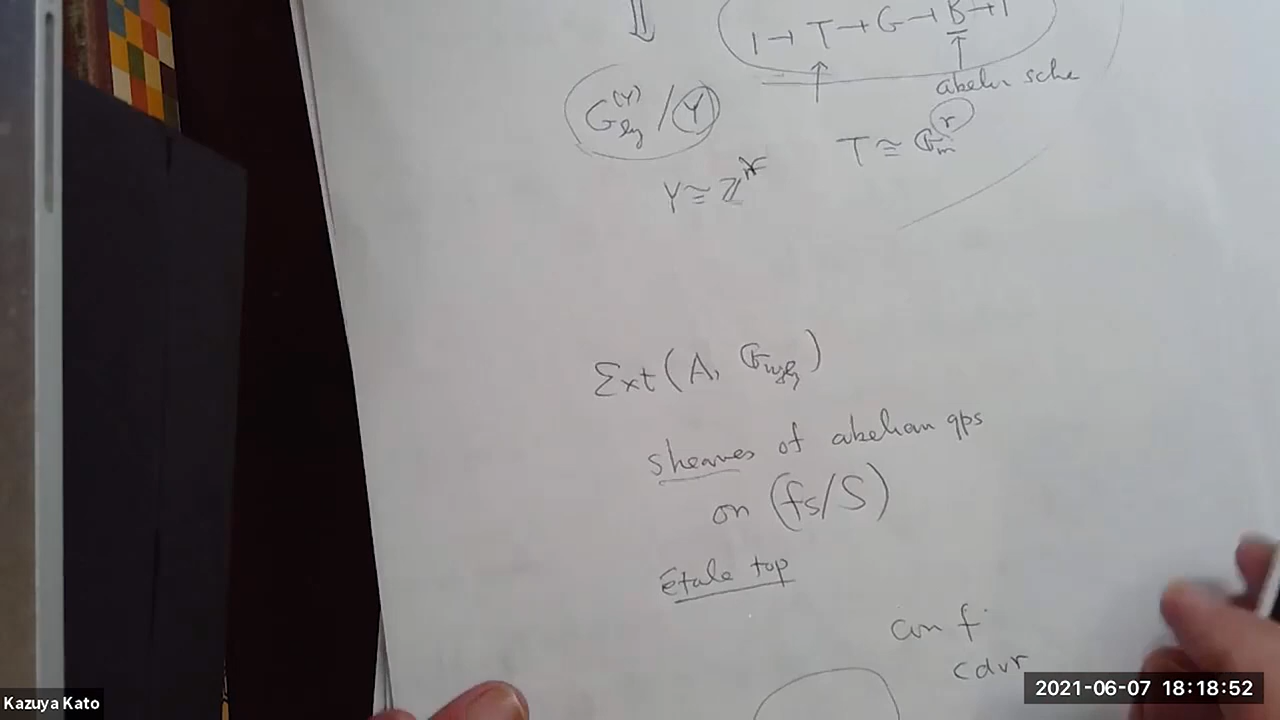 1 → T → G → B → 1
abelian sche
G_log^(Y) / Y
T ≅ G_m^r
Y ≅ ℤ^r
Ext(A, G_m,log)
sheaves of abelian gps
on (fs/S)
étale top
cdvr
Kazuya Kato
2021-06-07 18:18:52